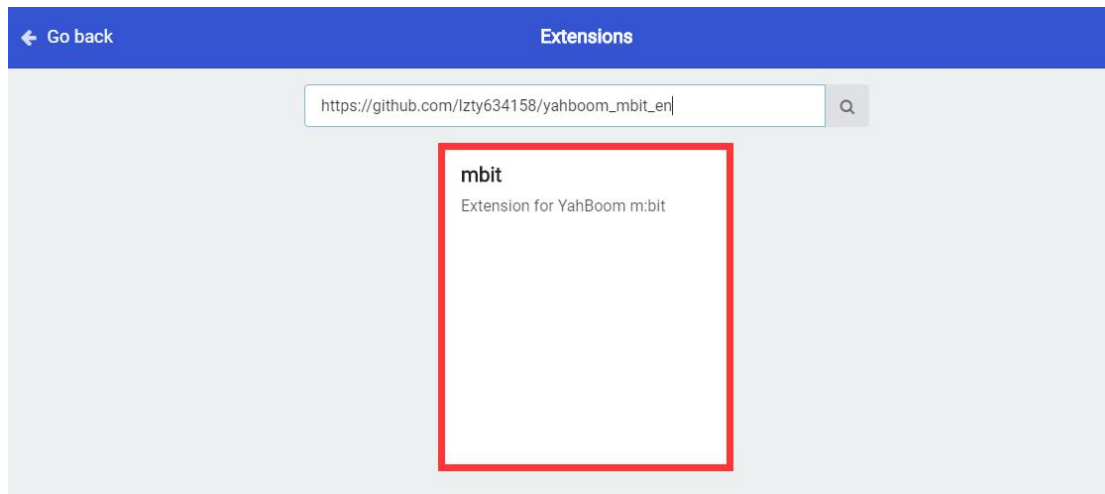 Go back
Extensions
https://github.com/lzty634158/yahboom_mbit_en
mbit
Extension for YahBoom m:bit